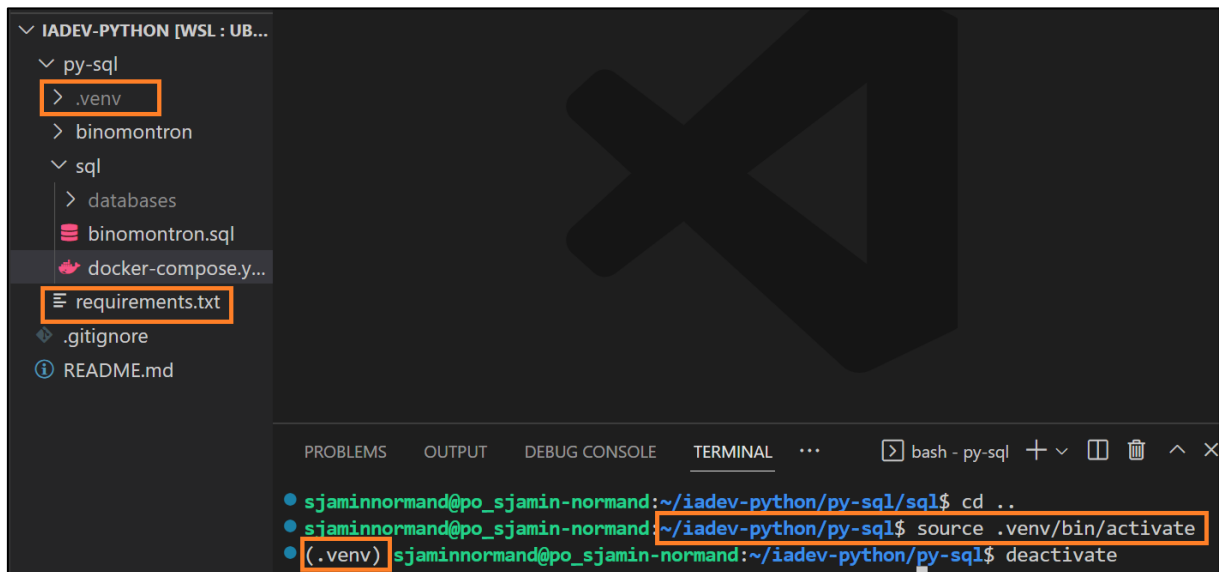 IADEV-PYTHON [WSL : UB...
py-sql
.venv
binomontron
sql
databases
binomontron.sql
docker-compose.y...
requirements.txt
.gitignore
README.md
PROBLEMS OUTPUT DEBUG CONSOLE TERMINAL ... bash - py-sql
sjaminnormand@po_sjamin-normand:~/iadev-python/py-sql/sql$ cd ..
sjaminnormand@po_sjamin-normand:~/iadev-python/py-sql$ source .venv/bin/activate
(.venv) sjaminnormand@po_sjamin-normand:~/iadev-python/py-sql$ deactivate